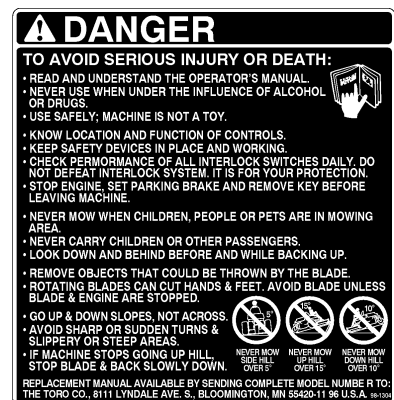 DANGER
TO AVOID SERIOUS INJURY OR DEATH:
• READ AND UNDERSTAND THE OPERATOR'S MANUAL.
• NEVER USE WHEN UNDER THE INFLUENCE OF ALCOHOL
OR DRUGS.
• USE SAFELY; MACHINE IS NOT A TOY.
• KNOW LOCATION AND FUNCTION OF CONTROLS.
• KEEP SAFETY DEVICES IN PLACE AND WORKING.
• CHECK PERMORMANCE OF ALL INTERLOCK SWITCHES DAILY. DO
NOT DEFEAT INTERLOCK SYSTEM. IT IS FOR YOUR PROTECTION.
• STOP ENGINE, SET PARKING BRAKE AND REMOVE KEY BEFORE
LEAVING MACHINE.
• NEVER MOW WHEN CHILDREN, PEOPLE OR PETS ARE IN MOWING
AREA.
• NEVER CARRY CHILDREN OR OTHER PASSENGERS.
• LOOK DOWN AND BEHIND BEFORE AND WHILE BACKING UP.
• REMOVE OBJECTS THAT COULD BE THROWN BY THE BLADE.
• ROTATING BLADES CAN CUT HANDS & FEET. AVOID BLADE UNLESS
BLADE & ENGINE ARE STOPPED.
• GO UP & DOWN SLOPES, NOT ACROSS.
• AVOID SHARP OR SUDDEN TURNS &
SLIPPERY OR STEEP AREAS.
• IF MACHINE STOPS GOING UP HILL,
STOP BLADE & BACK SLOWLY DOWN.
5°
15°
10°
NEVER MOW
SIDE HILL
OVER 5°
NEVER MOW
UP HILL
OVER 15°
NEVER MOW
DOWN HILL
OVER 10°
REPLACEMENT MANUAL AVAILABLE BY SENDING COMPLETE MODEL NUMBE R TO:
THE TORO CO., 8111 LYNDALE AVE. S., BLOOMINGTON, MN 55420-11 96 U.S.A. 98-1304